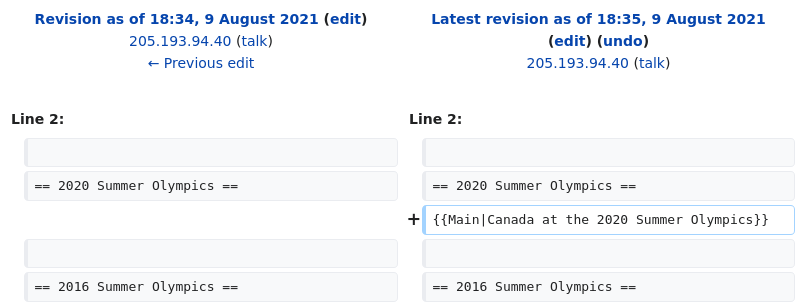 Revision as of 18:34, 9 August 2021 (edit)
205.193.94.40 (talk)
← Previous edit
Latest revision as of 18:35, 9 August 2021
(edit) (undo)
205.193.94.40 (talk)
Line 2:
Line 2:
== 2020 Summer Olympics ==
== 2020 Summer Olympics ==
+ {{Main|Canada at the 2020 Summer Olympics}}
== 2016 Summer Olympics ==
== 2016 Summer Olympics ==